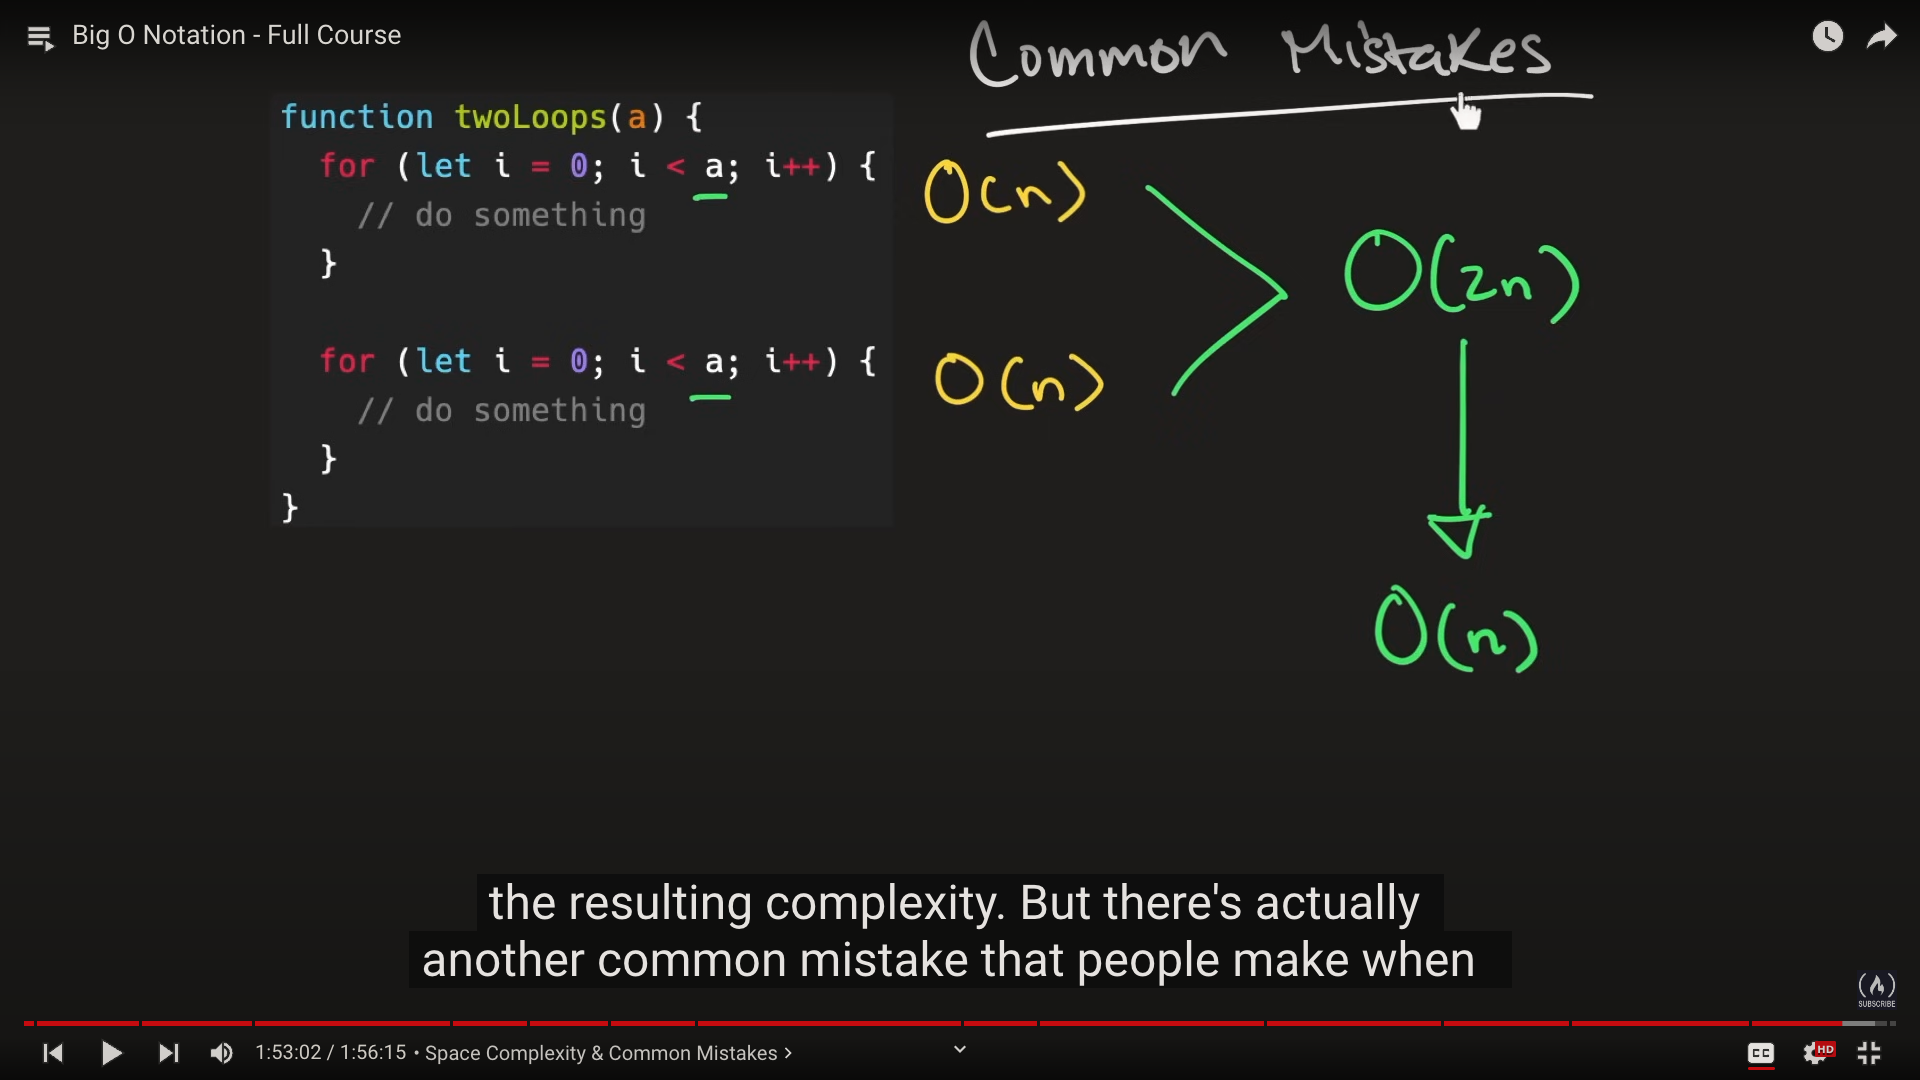 Big O Notation - Full Course
Common Mistakes
function twoLoops(a) {
for (let i = 0; i < a; i++) {
// do something
}
for (let i = 0; i < a; i++) {
// do something
}
}
O(n)
O(n)
O(2n)
O(n)
the resulting complexity. But there's actually
another common mistake that people make when
SUBSCRIBE
1:53:02 / 1:56:15 • Space Complexity & Common Mistakes >
CC
HD